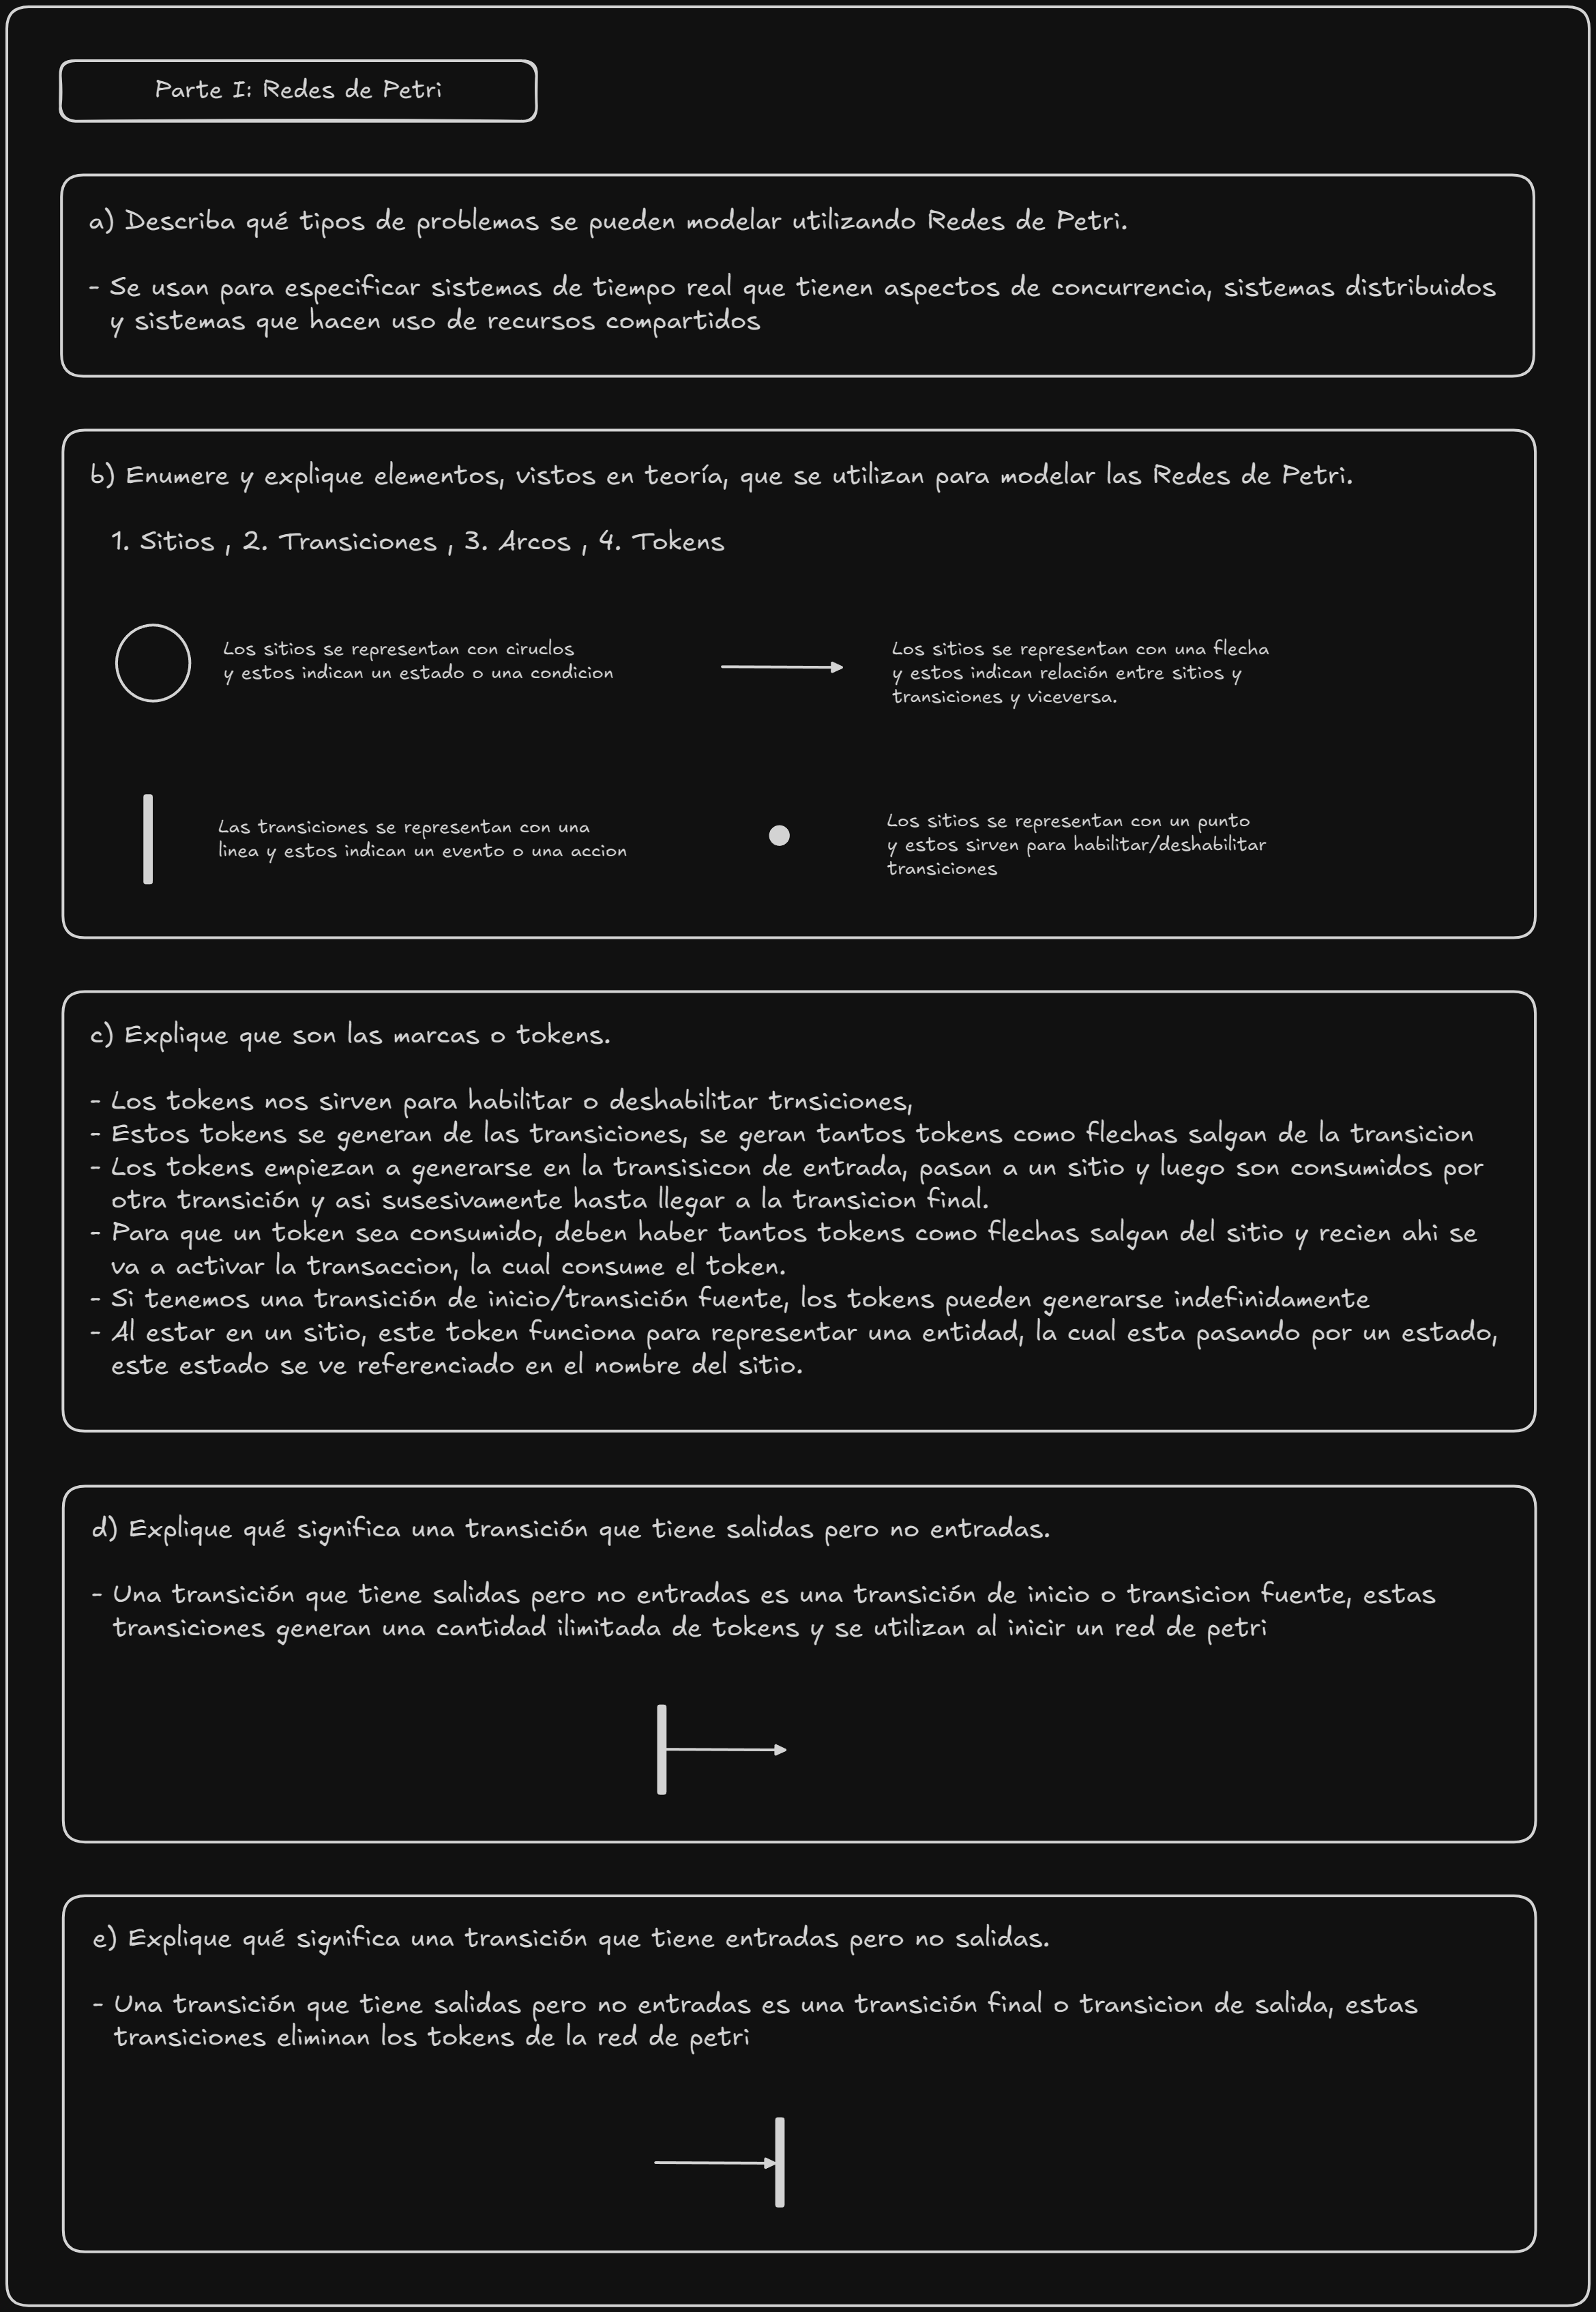 Parte I: Redes de Petri
a) Describa qué tipos de problemas se pueden modelar utilizando Redes de Petri.
- Se usan para especificar sistemas de tiempo real que tienen aspectos de concurrencia, sistemas distribuidos
y sistemas que hacen uso de recursos compartidos
b) Enumere y explique elementos, vistos en teoría, que se utilizan para modelar las Redes de Petri.
1. Sitios , 2. Transiciones , 3. Arcos , 4. Tokens
Los sitios se representan con ciruclos
y estos indican un estado o una condicion
Los sitios se representan con una flecha
y estos indican relación entre sitios y
transiciones y viceversa.
Las transiciones se representan con una
linea y estos indican un evento o una accion
Los sitios se representan con un punto
y estos sirven para habilitar/deshabilitar
transiciones
c) Explique que son las marcas o tokens.
- Los tokens nos sirven para habilitar o deshabilitar trnsiciones,
- Estos tokens se generan de las transiciones, se geran tantos tokens como flechas salgan de la transicion
- Los tokens empiezan a generarse en la transisicon de entrada, pasan a un sitio y luego son consumidos por
otra transición y asi susesivamente hasta llegar a la transicion final.
- Para que un token sea consumido, deben haber tantos tokens como flechas salgan del sitio y recien ahi se
va a activar la transaccion, la cual consume el token.
- Si tenemos una transición de inicio/transición fuente, los tokens pueden generarse indefinidamente
- Al estar en un sitio, este token funciona para representar una entidad, la cual esta pasando por un estado,
este estado se ve referenciado en el nombre del sitio.
d) Explique qué significa una transición que tiene salidas pero no entradas.
- Una transición que tiene salidas pero no entradas es una transición de inicio o transicion fuente, estas
transiciones generan una cantidad ilimitada de tokens y se utilizan al inicir un red de petri
e) Explique qué significa una transición que tiene entradas pero no salidas.
- Una transición que tiene salidas pero no entradas es una transición final o transicion de salida, estas
transiciones eliminan los tokens de la red de petri